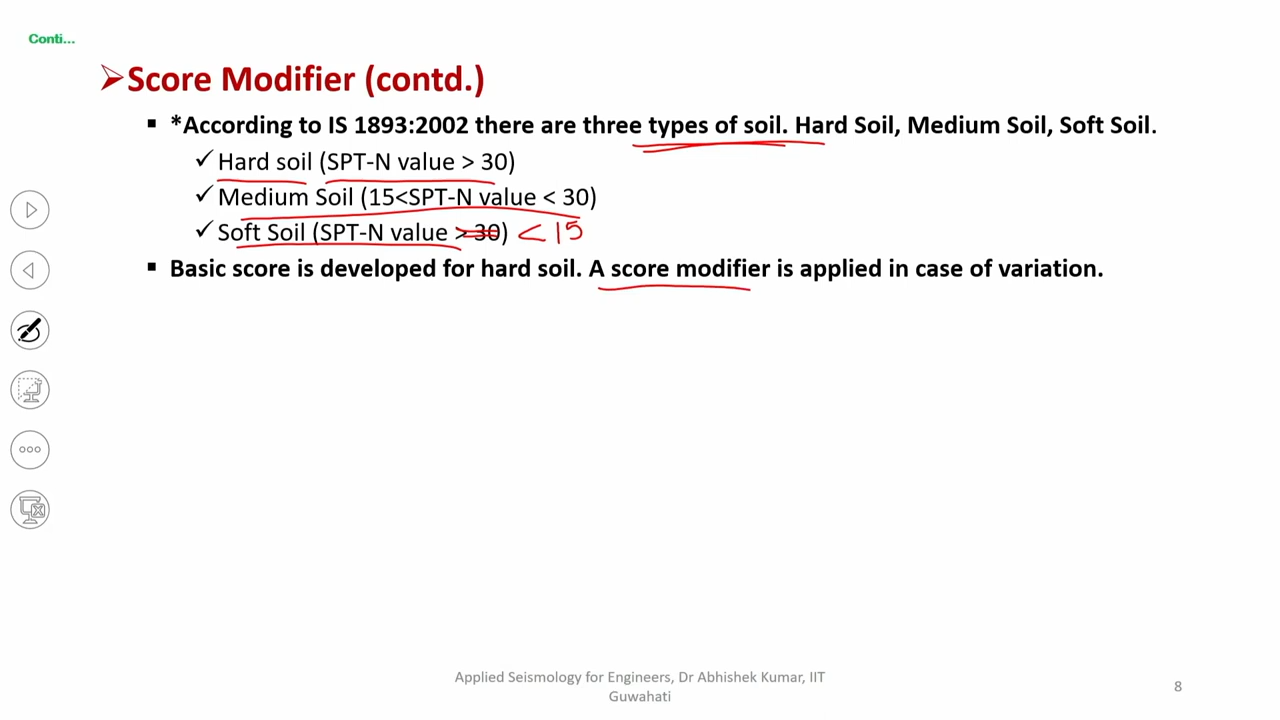 Conti...
Score Modifier (contd.)
*According to IS 1893:2002 there are three types of soil. Hard Soil, Medium Soil, Soft Soil.
Hard soil (SPT-N value > 30)
Medium Soil (15<SPT-N value < 30)
Soft Soil (SPT-N value > 30) < 15
Basic score is developed for hard soil. A score modifier is applied in case of variation.
Applied Seismology for Engineers, Dr Abhishek Kumar, IIT
Guwahati
8